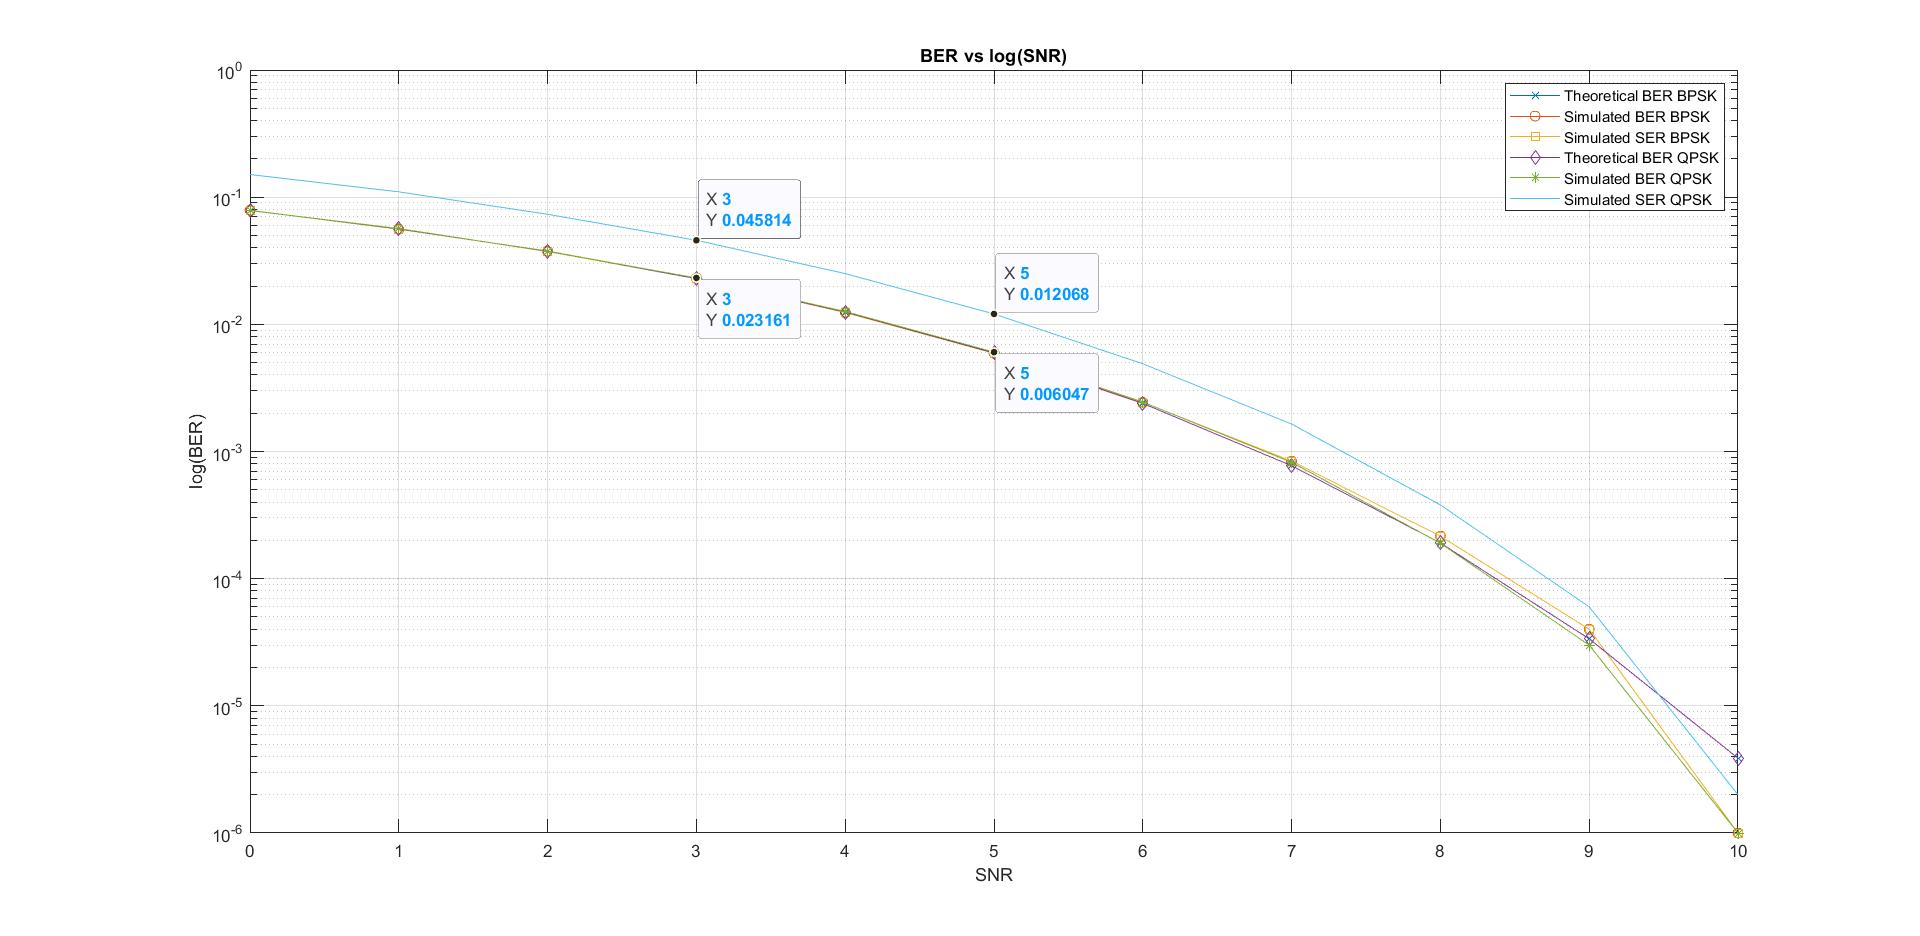 BER vs log(SNR)
10^0
10^-1
10^-2
10^-3
10^-4
10^-5
10^-6
log(BER)
Theoretical BER BPSK
Simulated BER BPSK
Simulated SER BPSK
Theoretical BER QPSK
Simulated BER QPSK
Simulated SER QPSK
X 3
Y 0.045814
X 3
Y 0.023161
X 5
Y 0.012068
X 5
Y 0.006047
0 1 2 3 4 5 6 7 8 9 10
SNR